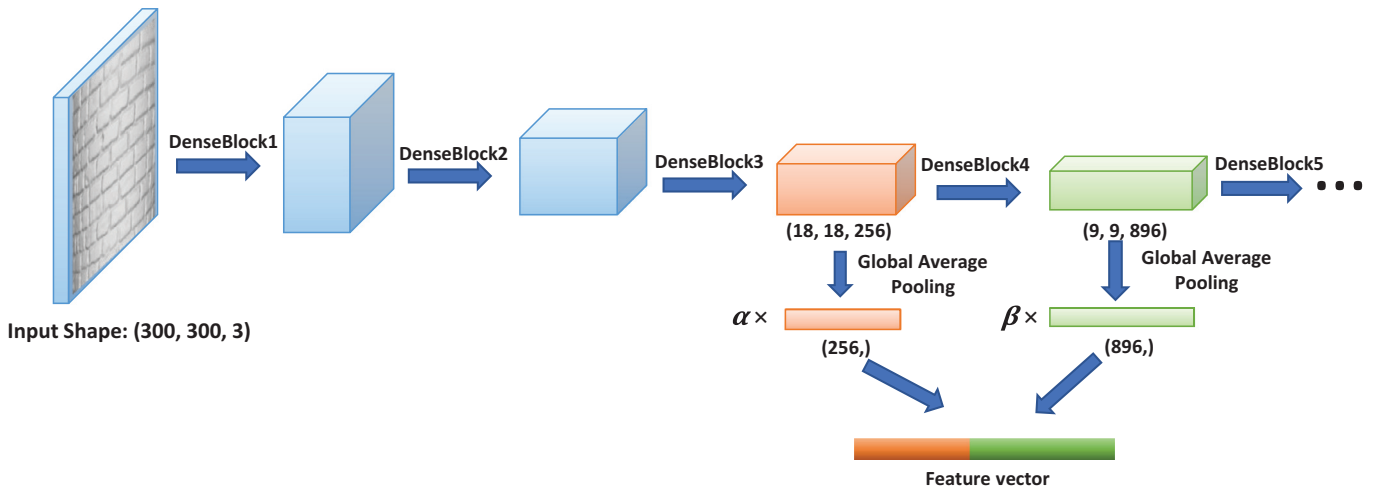 DenseBlock1
DenseBlock2
DenseBlock3
DenseBlock4
DenseBlock5
...
(18, 18, 256)
(9, 9, 896)
Global Average
Pooling
Global Average
Pooling
Input Shape: (300, 300, 3)
α ×
β ×
(256,)
(896,)
Feature vector